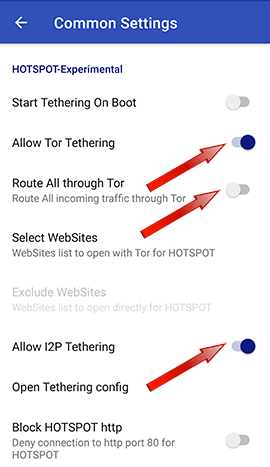 Common Settings
HOTSPOT-Experimental
Start Tethering On Boot
Allow Tor Tethering
Route All through Tor
Route All incoming traffic through Tor
Select WebSites
WebSites list to open with Tor for HOTSPOT
Exclude WebSites
WebSites list to open directly for HOTSPOT
Allow I2P Tethering
Open Tethering config
Block HOTSPOT http
Deny connection to http port 80 for
HOTSPOT